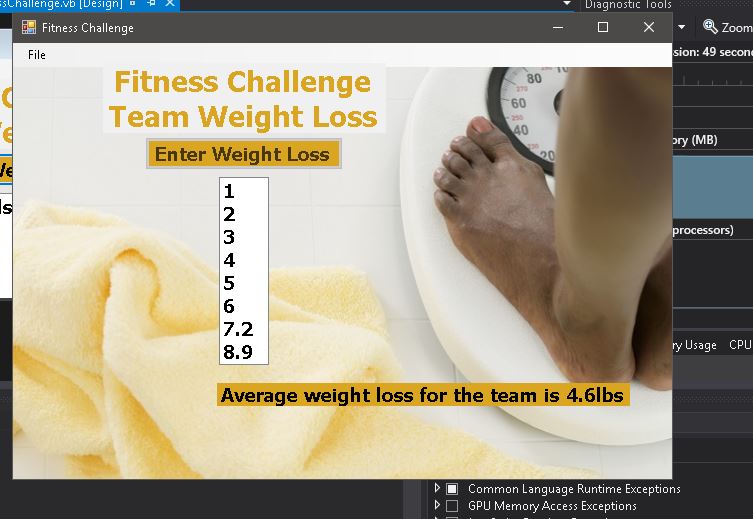 ssChallenge.vb [Design]
Diagnostic Tools
Fitness Challenge
Zoom
File
sion: 49 secon
Fitness Challenge
Team Weight Loss
Enter Weight Loss
ory (MB)
1
2
3
4
5
6
7.2
8.9
80
60
40
20
processors)
ry Usage CPU
Average weight loss for the team is 4.6lbs
Common Language Runtime Exceptions
GPU Memory Access Exceptions